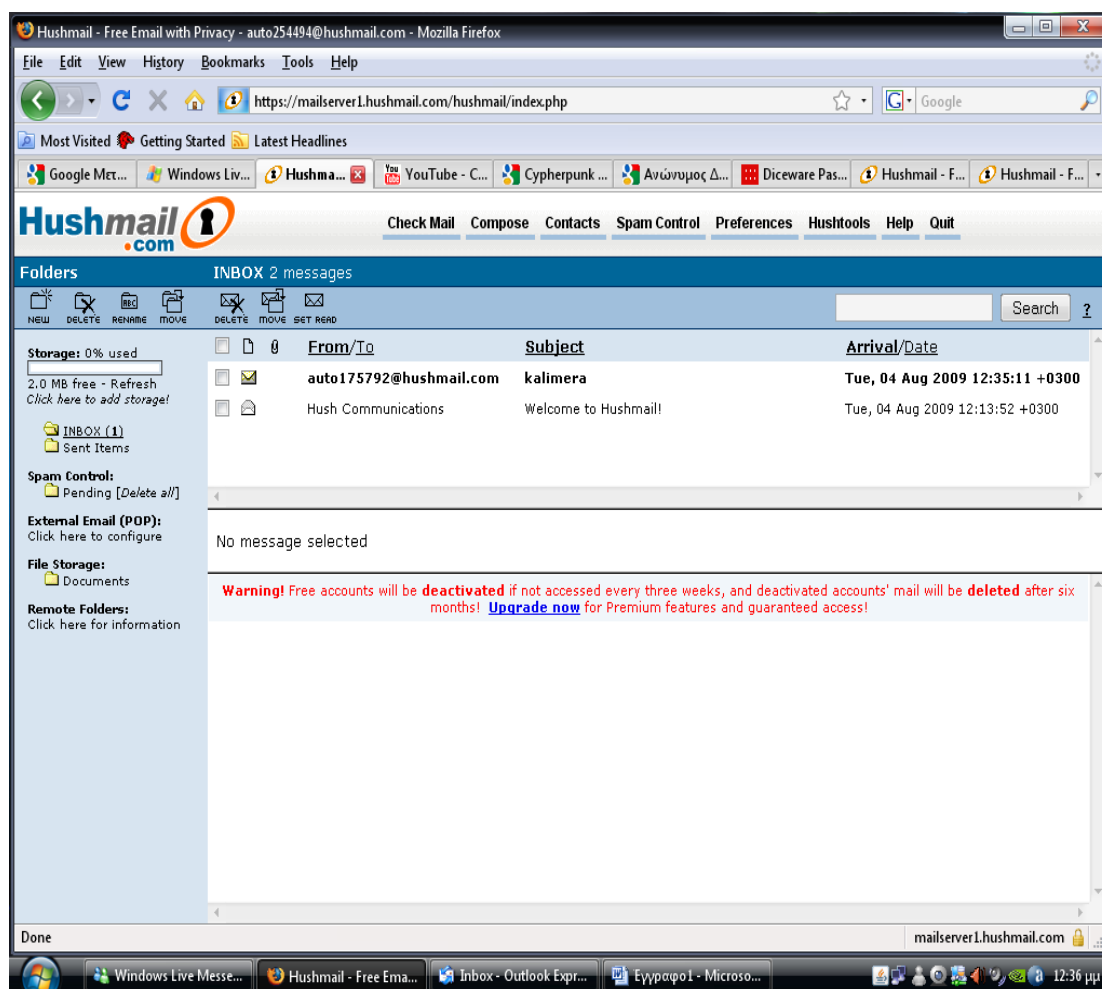 Hushmail - Free Email with Privacy - auto254494@hushmail.com - Mozilla Firefox
File Edit View History Bookmarks Tools Help
https://mailserver1.hushmail.com/hushmail/index.php Google
Most Visited Getting Started Latest Headlines
Google Μετ... Windows Liv... Hushma... YouTube - C... Cypherpunk ... Ανώνυμος Δ... Diceware Pas... Hushmail - F... Hushmail - F...
Hushmail.com Check Mail Compose Contacts Spam Control Preferences Hushtools Help Quit
Folders INBOX 2 messages
NEW DELETE RENAME MOVE DELETE MOVE SET READ Search ?
Storage: 0% used
2.0 MB free - Refresh
Click here to add storage!
INBOX (1)
Sent Items
Spam Control:
Pending [Delete all]
External Email (POP):
Click here to configure
File Storage:
Documents
Remote Folders:
Click here for information
From/To Subject Arrival/Date
auto175792@hushmail.com kalimera Tue, 04 Aug 2009 12:35:11 +0300
Hush Communications Welcome to Hushmail! Tue, 04 Aug 2009 12:13:52 +0300
No message selected
Warning! Free accounts will be deactivated if not accessed every three weeks, and deactivated accounts' mail will be deleted after six
months! Upgrade now for Premium features and guaranteed access!
Done mailserver1.hushmail.com
Windows Live Messe... Hushmail - Free Ema... Inbox - Outlook Expr... Έγγραφο1 - Microso... 12:36 μμ